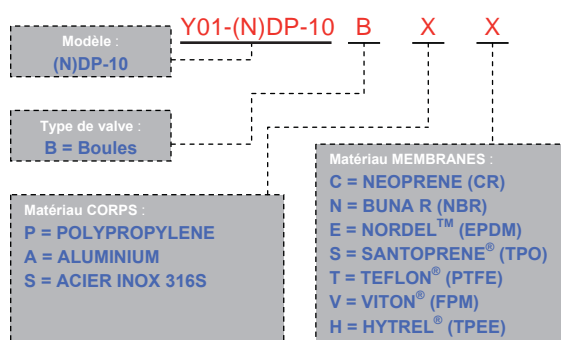 Y01-(N)DP-10 B X X
Modèle :
(N)DP-10
Type de valve :
B = Boules
Matériau CORPS :
P = POLYPROPYLENE
A = ALUMINIUM
S = ACIER INOX 316S
Matériau MEMBRANES :
C = NEOPRENE (CR)
N = BUNA R (NBR)
E = NORDEL™ (EPDM)
S = SANTOPRENE® (TPO)
T = TEFLON® (PTFE)
V = VITON® (FPM)
H = HYTREL® (TPEE)